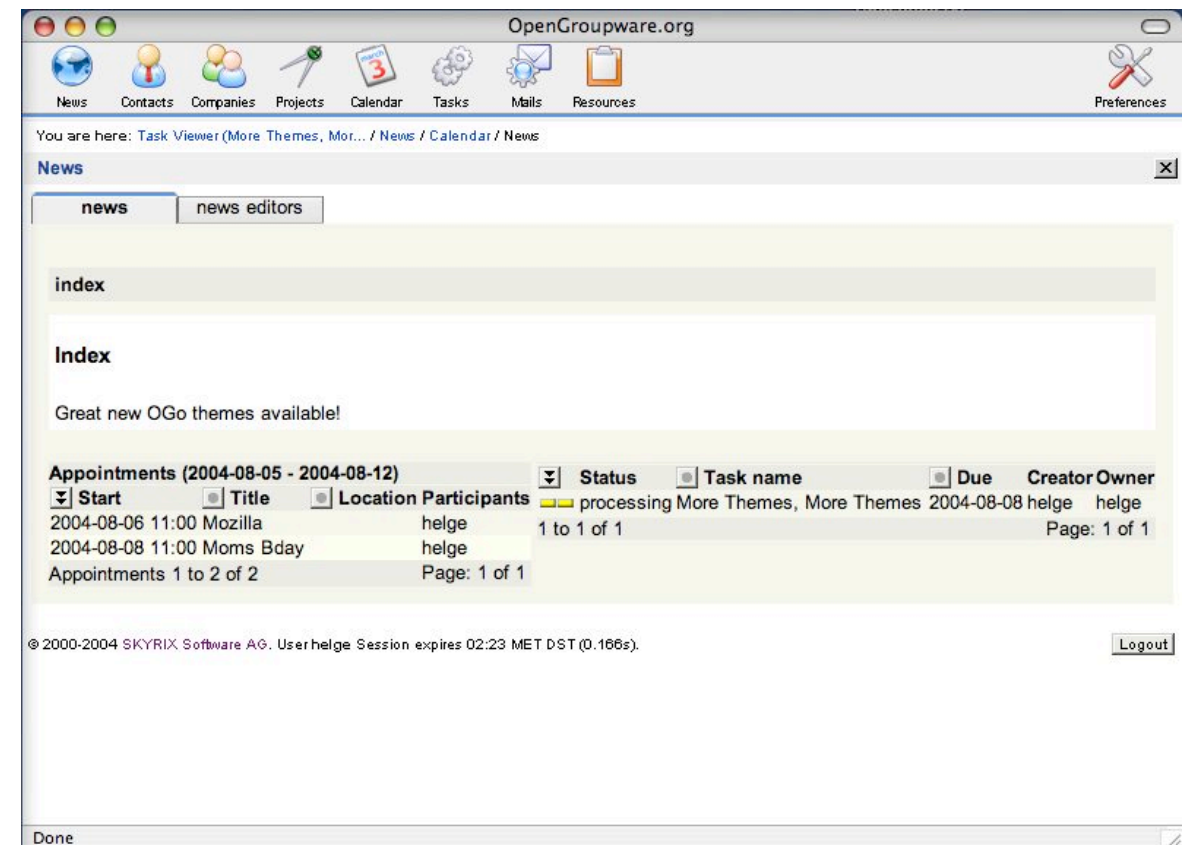 OpenGroupware.org
News Contacts Companies Projects Calendar Tasks Mails Resources Preferences
You are here: Task Viewer (More Themes, Mor... / News / Calendar / News
News
news news editors
index
Index
Great new OGo themes available!
Appointments (2004-08-05 - 2004-08-12)
Start Title Location Participants
2004-08-06 11:00 Mozilla helge
2004-08-08 11:00 Moms Bday helge
Appointments 1 to 2 of 2 Page: 1 of 1
Status Task name Due Creator Owner
processing More Themes, More Themes 2004-08-08 helge helge
1 to 1 of 1 Page: 1 of 1
© 2000-2004 SKYRIX Software AG. User helge Session expires 02:23 MET DST (0.166s). Logout
Done